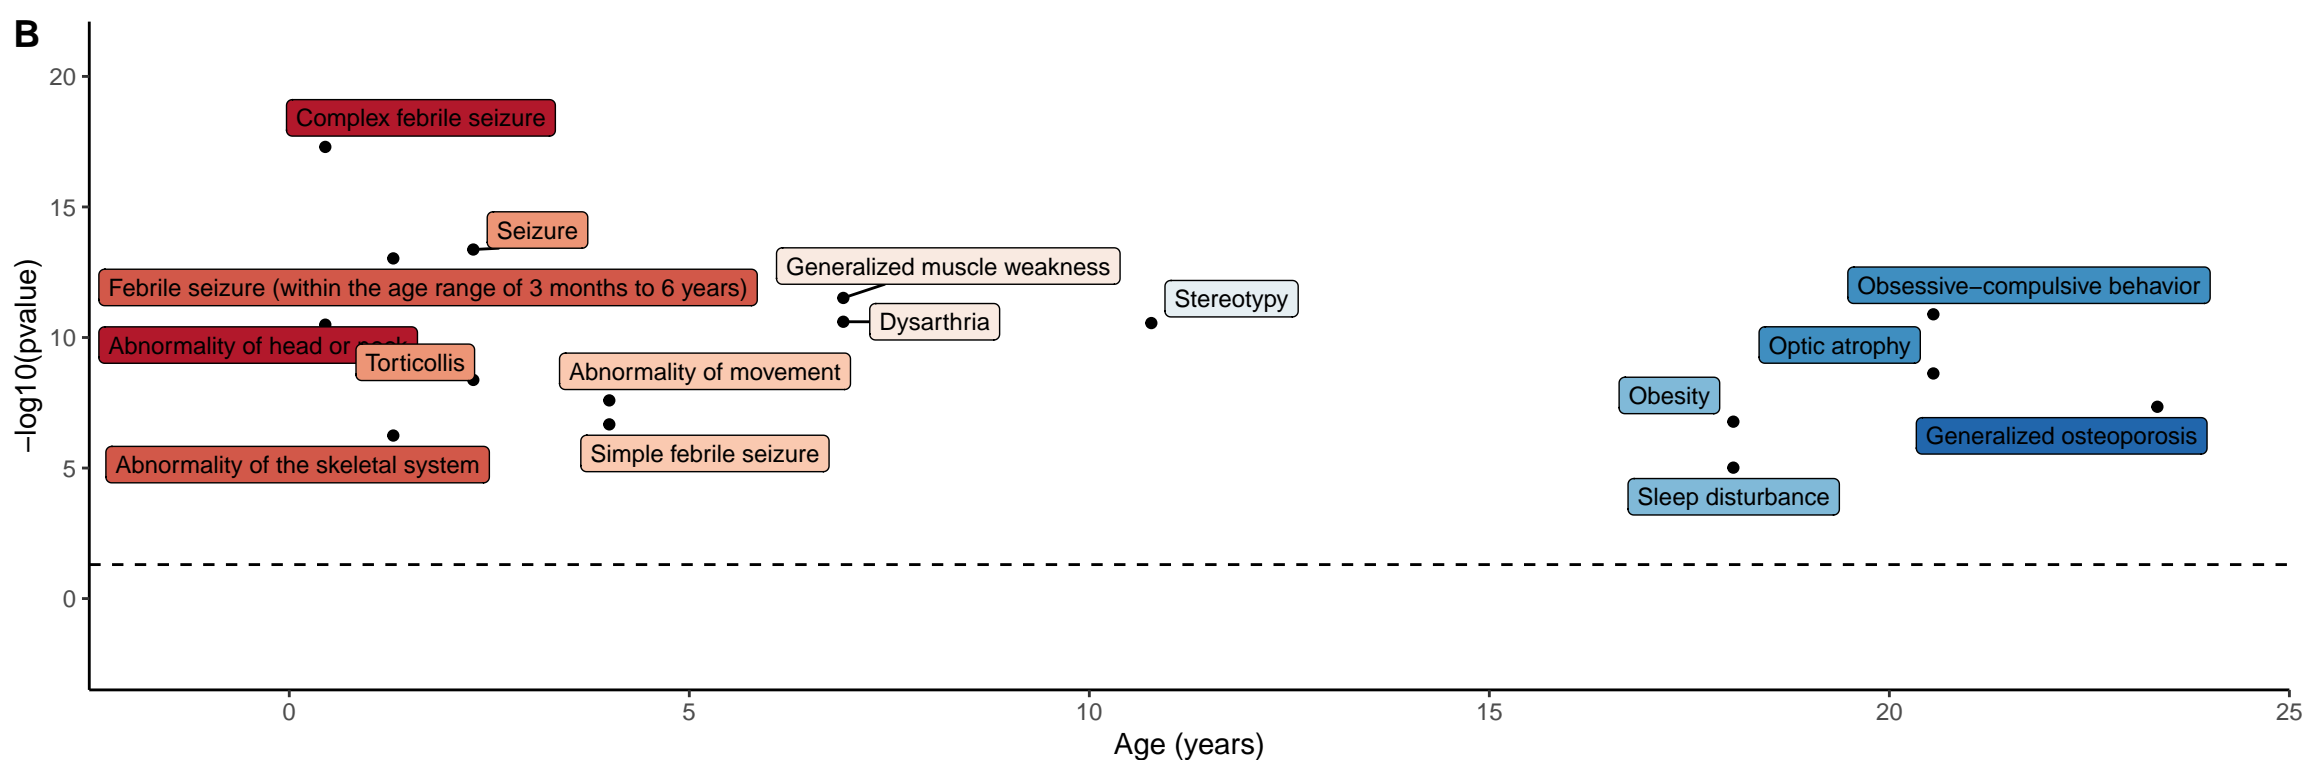 B
20
Complex febrile seizure
15
Seizure
Generalized muscle weakness
Febrile seizure (within the age range of 3 months to 6 years)
Obsessive−compulsive behavior
Stereotypy
Dysarthria
10
Abnormality of head or
Optic atrophy
Torticollis
Abnormality of movement
Obesity
Generalized osteoporosis
Simple febrile seizure
Abnormality of the skeletal system
5
Sleep disturbance
0
−log10(pvalue)
0 5 10 15 20 25
Age (years)